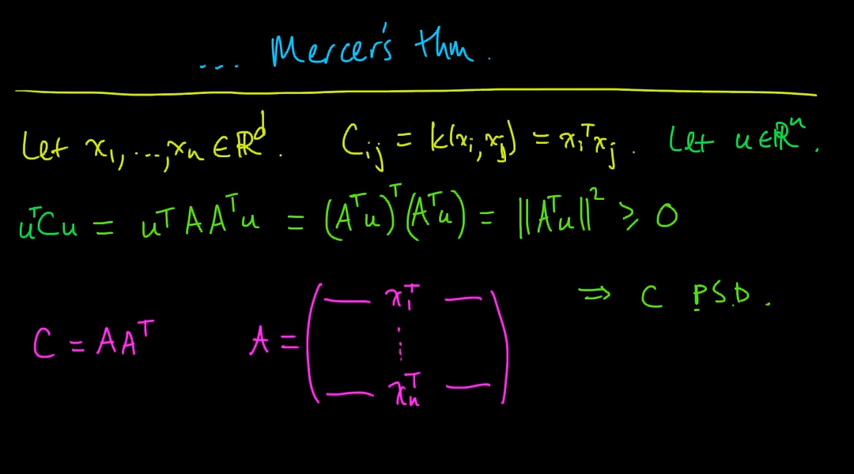 ... Mercer's thm.
Let x₁, ..., xₙ ∈ ℝᵈ. Cᵢⱼ = k(xᵢ, xⱼ) = xᵢᵀxⱼ. Let u ∈ ℝⁿ.
uᵀCu = uᵀAAᵀu = (Aᵀu)ᵀ(Aᵀu) = ||Aᵀu||² ≥ 0
⇒ C P.S.D.
C = AAᵀ A = ( — x₁ᵀ — ⋮ — xₙᵀ — )